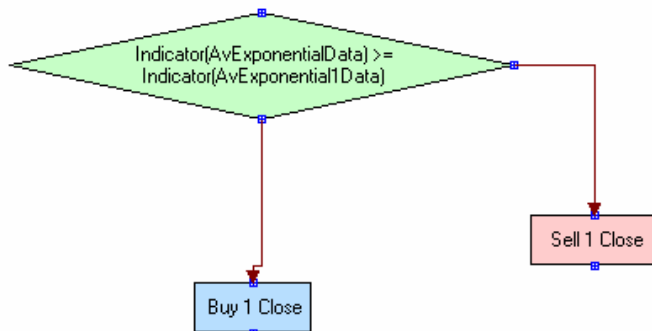 Indicator(AvExponentialData) >=
Indicator(AvExponential1Data)
Sell 1 Close
Buy 1 Close